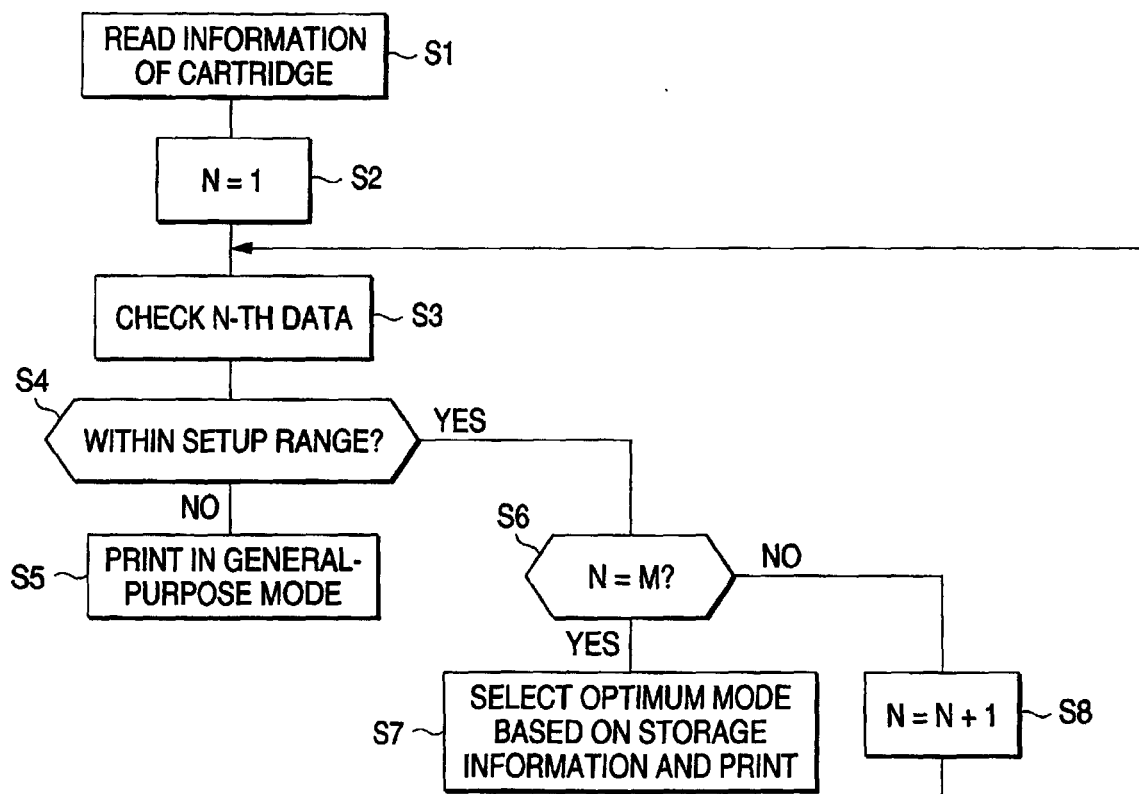 READ INFORMATION
OF CARTRIDGE
S1
N = 1
S2
CHECK N-TH DATA
S3
S4
WITHIN SETUP RANGE?
YES
NO
S5
PRINT IN GENERAL-
PURPOSE MODE
S6
N = M?
NO
YES
S7
SELECT OPTIMUM MODE
BASED ON STORAGE
INFORMATION AND PRINT
N = N + 1
S8